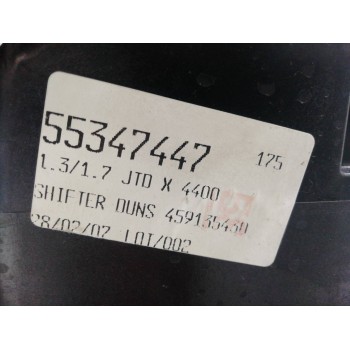 55347447 175
1.3/1.7 JTD X 4400
SHIFTER DUNS 459135430
28/02/07 LOT/002